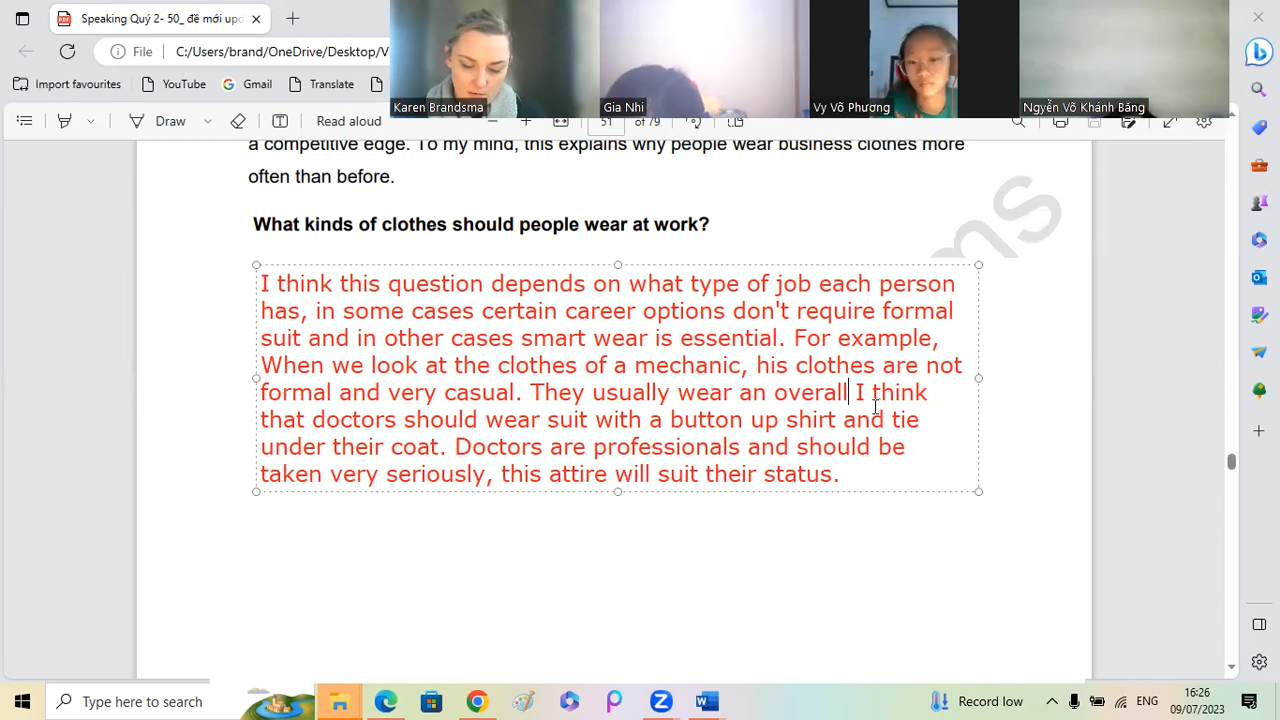 Speaking Quý 2- 50_ đề mới upd
File
C:/Users/brand/OneDrive/Desktop/V
Import favourites
YouTube
Gmail
Translate
Karen Brandsma
Gia Nhi
Vy Võ Phương
Nguyễn Võ Khánh Băng
Draw
Read aloud
51
of 79
a competitive edge. To my mind, this explains why people wear business clothes more
often than before.
What kinds of clothes should people wear at work?
I think this question depends on what type of job each person
has, in some cases certain career options don't require formal
suit and in other cases smart wear is essential. For example,
When we look at the clothes of a mechanic, his clothes are not
formal and very casual. They usually wear an overall I think
that doctors should wear suit with a button up shirt and tie
under their coat. Doctors are professionals and should be
taken very seriously, this attire will suit their status.
Type here to search
Record low
ENG
16:26
09/07/2023